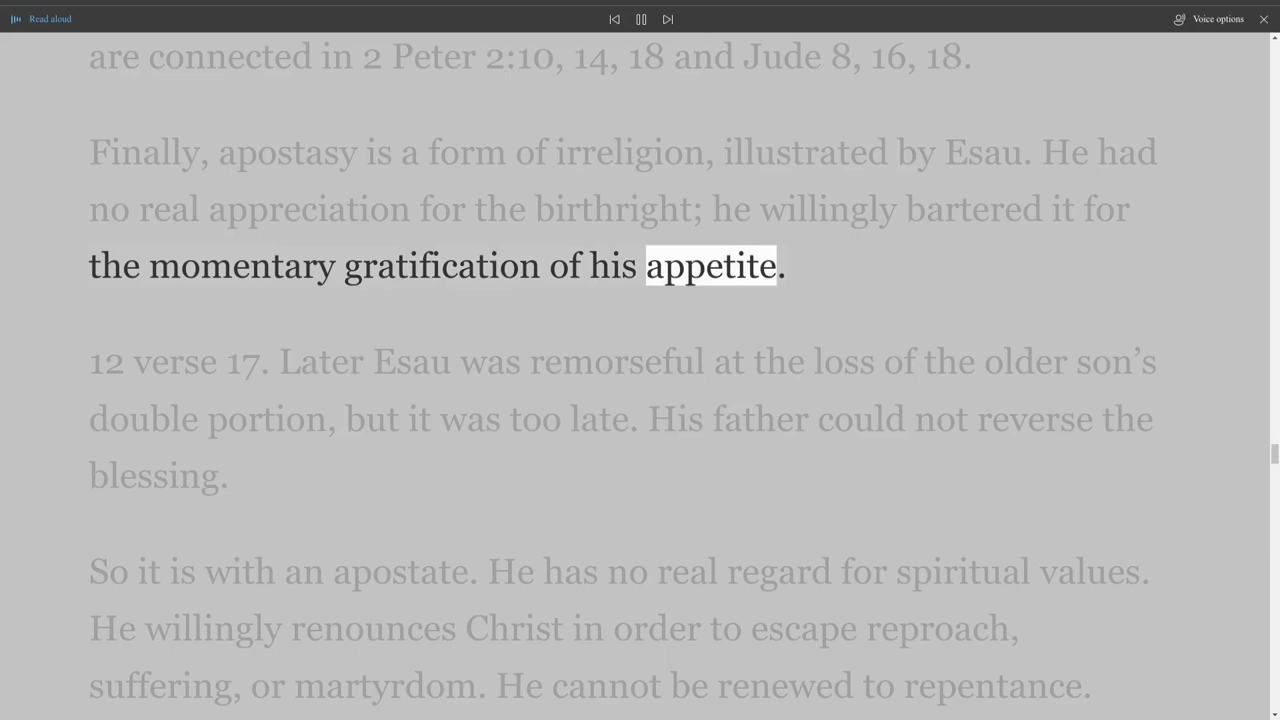 Read aloud
Voice options
are connected in 2 Peter 2:10, 14, 18 and Jude 8, 16, 18.
Finally, apostasy is a form of irreligion, illustrated by Esau. He had
no real appreciation for the birthright; he willingly bartered it for
the momentary gratification of his appetite.
12 verse 17. Later Esau was remorseful at the loss of the older son’s
double portion, but it was too late. His father could not reverse the
blessing.
So it is with an apostate. He has no real regard for spiritual values.
He willingly renounces Christ in order to escape reproach,
suffering, or martyrdom. He cannot be renewed to repentance.